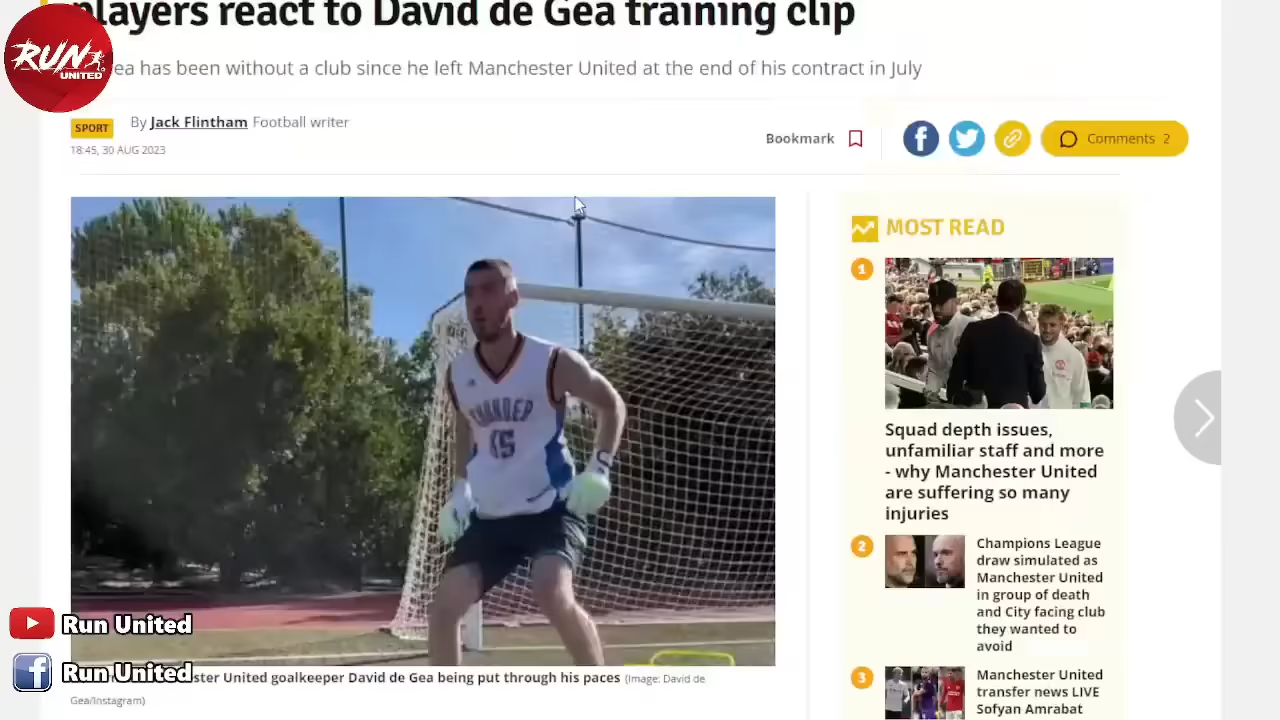 players react to David de Gea training clip
RUN
UNITED
ea has been without a club since he left Manchester United at the end of his contract in July
SPORT
By Jack Flintham Football writer
18:45, 30 AUG 2023
Bookmark
Comments 2
THUNDER
15
MOST READ
1
Squad depth issues,
unfamiliar staff and more
- why Manchester United
are suffering so many
injuries
2
Champions League
draw simulated as
Manchester United
in group of death
and City facing club
they wanted to
avoid
3
Manchester United
transfer news LIVE
Sofyan Amrabat
Run United
Run United
ster United goalkeeper David de Gea being put through his paces (Image: David de
Gea/Instagram)